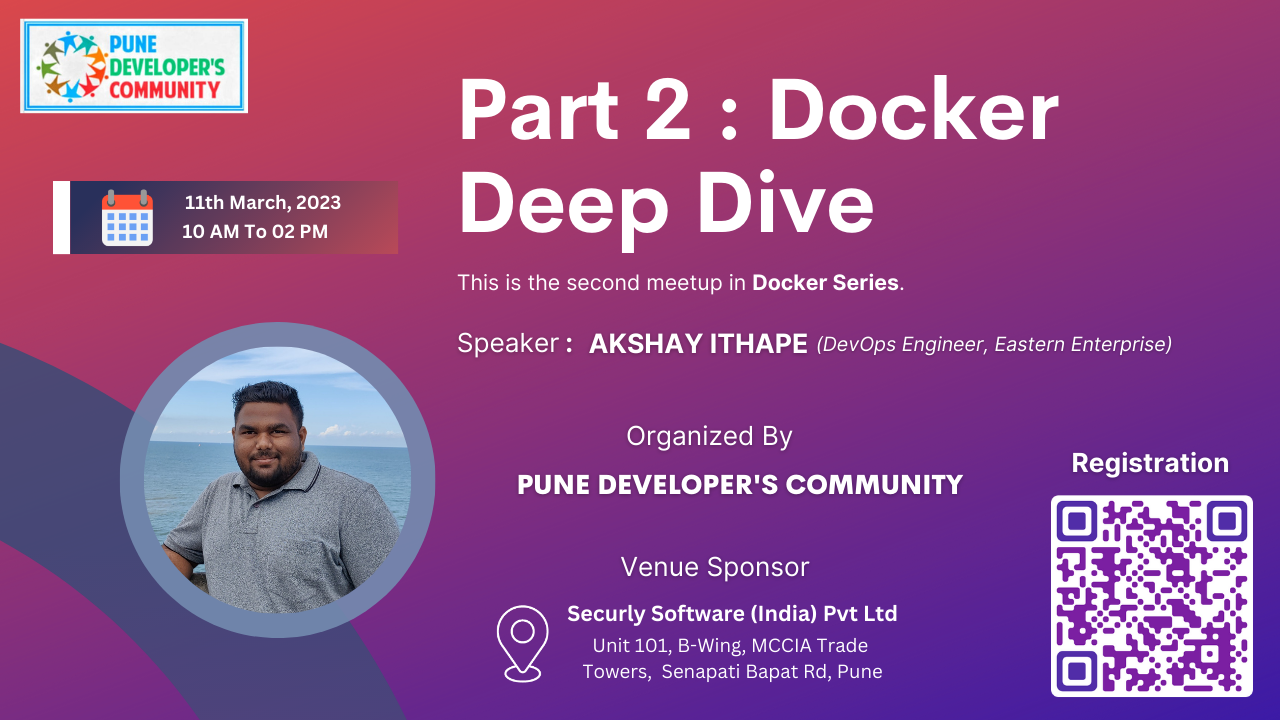 PUNE
DEVELOPER'S
COMMUNITY
Part 2 : Docker
Deep Dive
11th March, 2023
10 AM To 02 PM
This is the second meetup in Docker Series.
Speaker : AKSHAY ITHAPE (DevOps Engineer, Eastern Enterprise)
Organized By
PUNE DEVELOPER'S COMMUNITY
Registration
Venue Sponsor
Securly Software (India) Pvt Ltd
Unit 101, B-Wing, MCCIA Trade
Towers, Senapati Bapat Rd, Pune